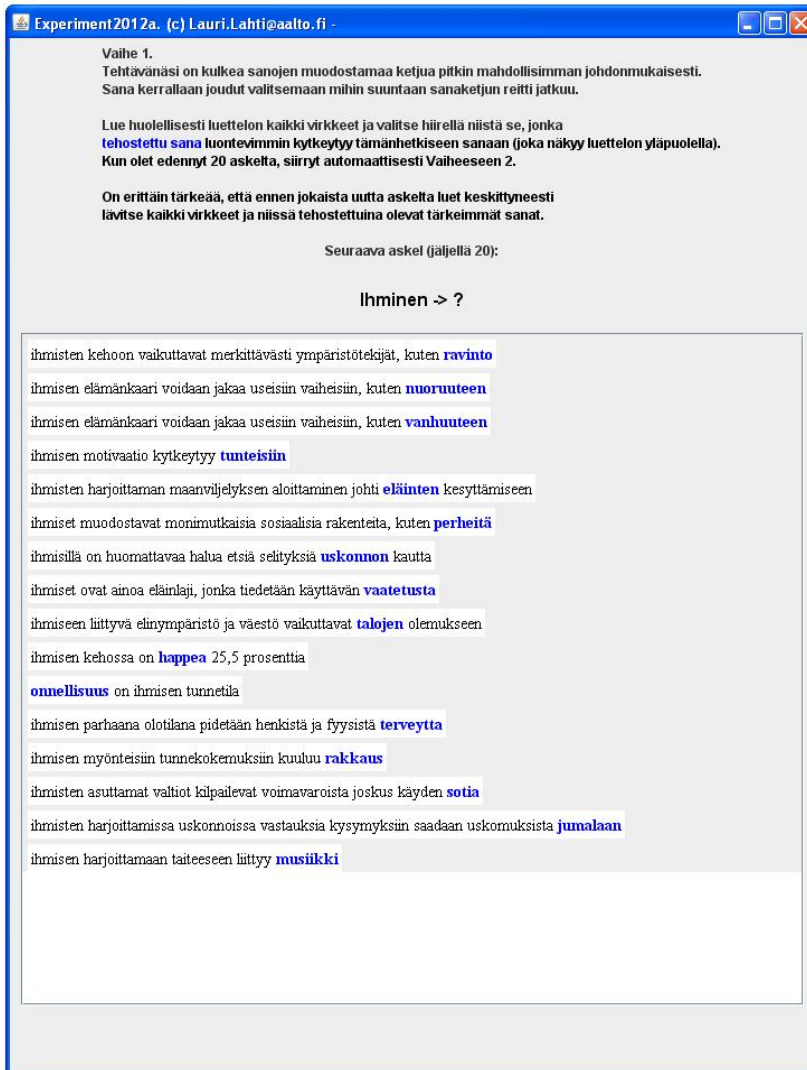 Experiment2012a. (c) Lauri.Lahti@aalto.fi -
Vaihe 1.
Tehtävänäsi on kulkea sanojen muodostamaa ketjua pitkin mahdollisimman johdonmukaisesti.
Sana kerrallaan joudut valitsemaan mihin suuntaan sanaketjun reitti jatkuu.
Lue huolellisesti luettelon kaikki virkkeet ja valitse hiirellä niistä se, jonka
tehostettu sana luontevimmin kytkeytyy tämänhetkiseen sanaan (joka näkyy luettelon yläpuolella).
Kun olet edennyt 20 askelta, siirryt automaattisesti Vaiheeseen 2.
On erittäin tärkeää, että ennen jokaista uutta askelta luet keskittyneesti
lävitse kaikki virkkeet ja niissä tehostettuina olevat tärkeimmät sanat.
Seuraava askel (jäljellä 20):
Ihminen -> ?
ihmisten kehoon vaikuttavat merkittävästi ympäristötekijät, kuten ravinto
ihmisen elämänkaari voidaan jakaa useisiin vaiheisiin, kuten nuoruuteen
ihmisen elämänkaari voidaan jakaa useisiin vaiheisiin, kuten vanhuuteen
ihmisen motivaatio kytkeytyy tunteisiin
ihmisten harjoittaman maanviljelyksen aloittaminen johti eläinten kesyttämiseen
ihmiset muodostavat monimutkaisia sosiaalisia rakenteita, kuten perheitä
ihmisillä on huomattavaa halua etsiä selityksiä uskonnon kautta
ihmiset ovat ainoa eläinlaji, jonka tiedetään käyttävän vaatetusta
ihmiseen liittyvä elinympäristö ja väestö vaikuttavat talojen olemukseen
ihmisen kehossa on happea 25,5 prosenttia
onnellisuus on ihmisen tunnetila
ihmisen parhaana olotilana pidetään henkistä ja fyysistä terveytta
ihmisen myönteisiin tunnekokemuksiin kuuluu rakkaus
ihmisten asuttamat valtiot kilpailevat voimavaroista joskus käyden sotia
ihmisten harjoittamissa uskonnoissa vastauksia kysymyksiin saadaan uskomuksista jumalaan
ihmisen harjoittamaan taiteeseen liittyy musiikki